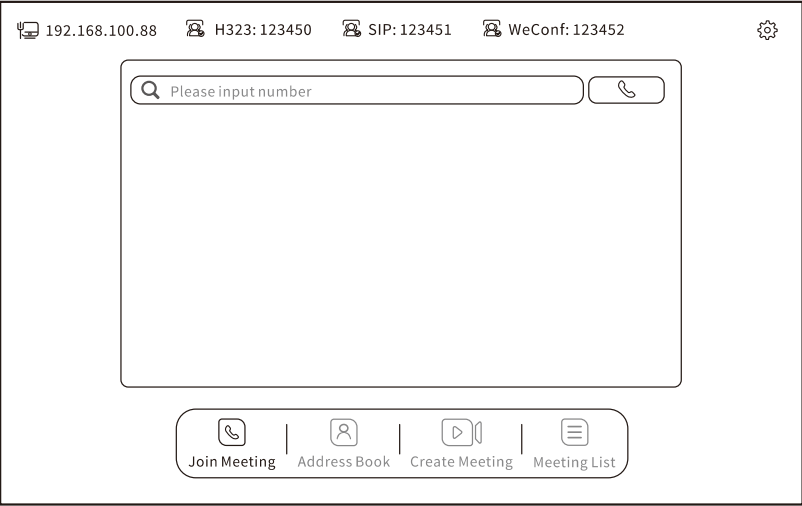 192.168.100.88 H323: 123450 SIP: 123451 WeConf: 123452
Please input number
Join Meeting Address Book Create Meeting Meeting List